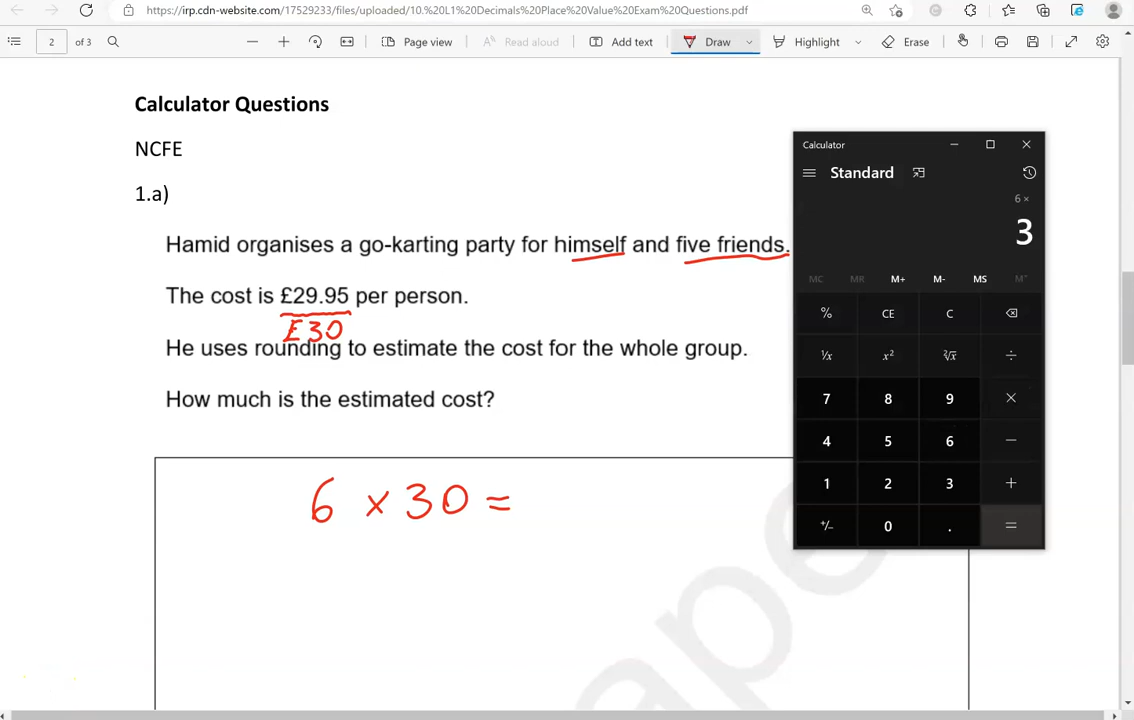 https://irp.cdn-website.com/17529233/files/uploaded/10.%20L1%20Decimals%20Place%20Value%20Exam%20Questions.pdf
2 of 3
Page view
Read aloud
Add text
Draw
Highlight
Erase
Calculator Questions
NCFE
1.a)
Hamid organises a go-karting party for himself and five friends.
The cost is £29.95 per person.
£30
He uses rounding to estimate the cost for the whole group.
How much is the estimated cost?
6 × 30 =
Calculator
Standard
6 ×
3
MC MR M+ M- MS M˅
% CE C
¹/x x² ²√x ÷
7 8 9 ×
4 5 6 −
1 2 3 +
+/− 0 . =
ape